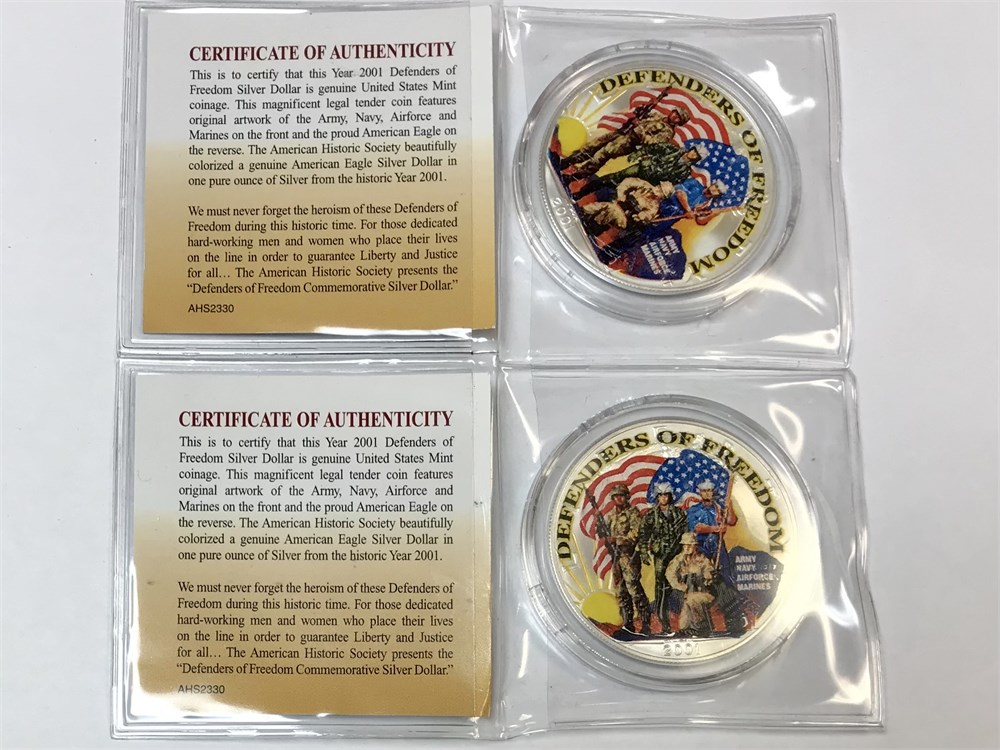 CERTIFICATE OF AUTHENTICITY
This is to certify that this Year 2001 Defenders of
Freedom Silver Dollar is genuine United States Mint
coinage. This magnificent legal tender coin features
original artwork of the Army, Navy, Airforce and
Marines on the front and the proud American Eagle on
the reverse. The American Historic Society beautifully
colorized a genuine American Eagle Silver Dollar in
one pure ounce of Silver from the historic Year 2001.
We must never forget the heroism of these Defenders of
Freedom during this historic time. For those dedicated
hard-working men and women who place their lives
on the line in order to guarantee Liberty and Justice
for all... The American Historic Society presents the
“Defenders of Freedom Commemorative Silver Dollar.”
AHS2330
DEFENDERS OF FREEDOM
ARMY
NAVY
AIRFORCE
MARINES
2001
CERTIFICATE OF AUTHENTICITY
This is to certify that this Year 2001 Defenders of
Freedom Silver Dollar is genuine United States Mint
coinage. This magnificent legal tender coin features
original artwork of the Army, Navy, Airforce and
Marines on the front and the proud American Eagle on
the reverse. The American Historic Society beautifully
colorized a genuine American Eagle Silver Dollar in
one pure ounce of Silver from the historic Year 2001.
We must never forget the heroism of these Defenders of
Freedom during this historic time. For those dedicated
hard-working men and women who place their lives
on the line in order to guarantee Liberty and Justice
for all... The American Historic Society presents the
“Defenders of Freedom Commemorative Silver Dollar.”
AHS2330
DEFENDERS OF FREEDOM
ARMY
NAVY
AIRFORCE
MARINES
2001